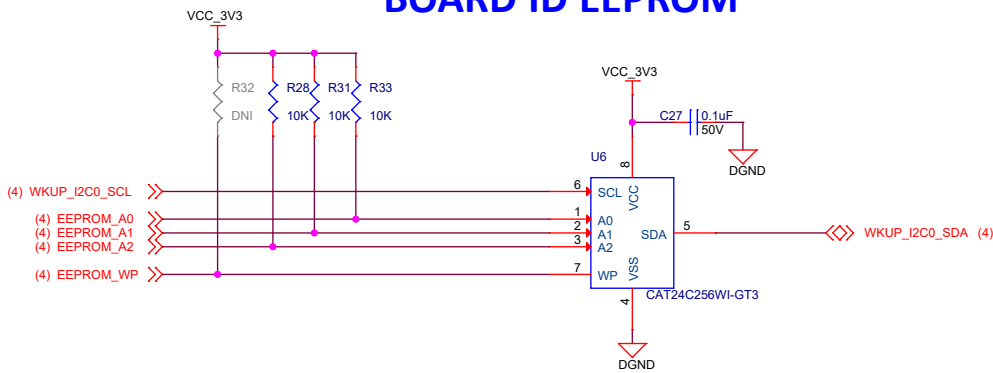 BOARD ID EEPROM
VCC_3V3
R32
R28
R31
R33
DNI
10K
10K
10K
VCC_3V3
C27
0.1uF
50V
DGND
U6
8
(4) WKUP_I2C0_SCL
6
SCL
VCC
(4) EEPROM_A0
1
A0
(4) EEPROM_A1
2
A1
SDA
5
WKUP_I2C0_SDA (4)
(4) EEPROM_A2
3
A2
(4) EEPROM_WP
7
WP
VSS
4
CAT24C256WI-GT3
DGND